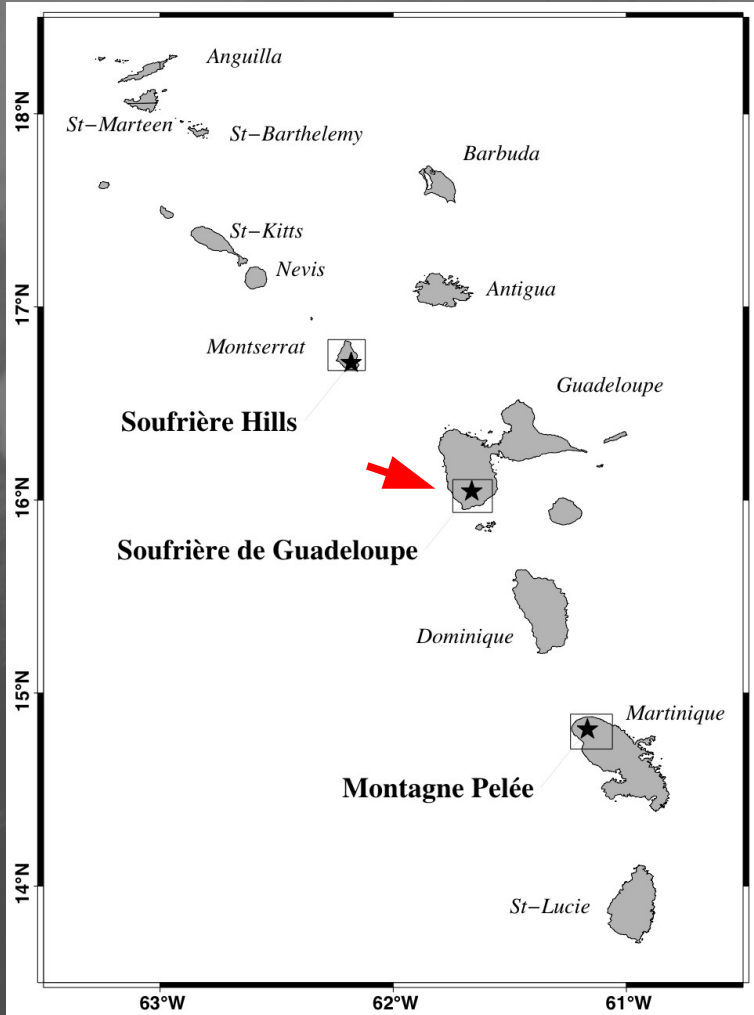 Anguilla
18°N
St−Marteen
St−Barthelemy
Barbuda
St−Kitts
Nevis
Antigua
17°N
Montserrat
Guadeloupe
Soufrière Hills
16°N
Soufrière de Guadeloupe
Dominique
15°N
Martinique
Montagne Pelée
14°N
St−Lucie
63°W 62°W 61°W